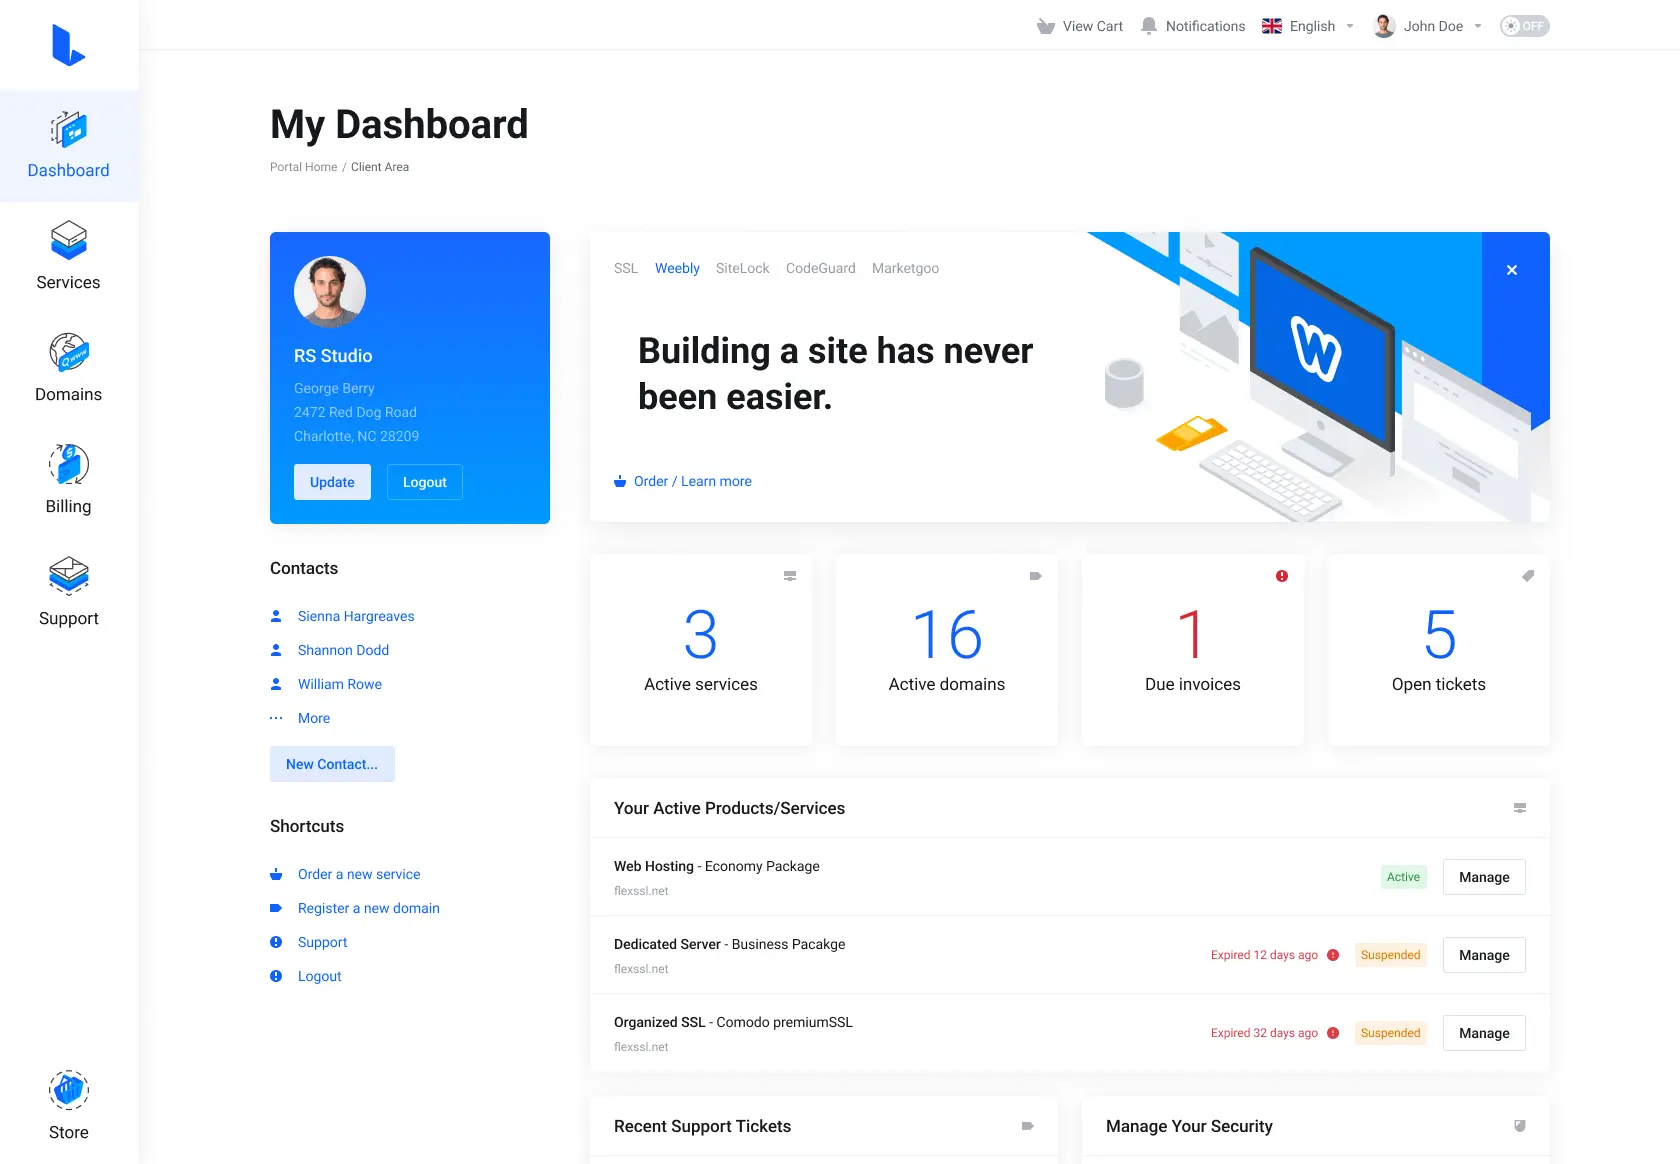 View Cart
Notifications
English
John Doe
OFF
Dashboard
Services
Domains
Billing
Support
Store
My Dashboard
Portal Home / Client Area
RS Studio
George Berry
2472 Red Dog Road
Charlotte, NC 28209
Update
Logout
Contacts
Sienna Hargreaves
Shannon Dodd
William Rowe
More
New Contact...
Shortcuts
Order a new service
Register a new domain
Support
Logout
SSL
Weebly
SiteLock
CodeGuard
Marketgoo
Building a site has never
been easier.
Order / Learn more
3
Active services
16
Active domains
1
Due invoices
5
Open tickets
Your Active Products/Services
Web Hosting - Economy Package
flexssl.net
Active
Manage
Dedicated Server - Business Pacakge
flexssl.net
Expired 12 days ago
Suspended
Manage
Organized SSL - Comodo premiumSSL
flexssl.net
Expired 32 days ago
Suspended
Manage
Recent Support Tickets
Manage Your Security